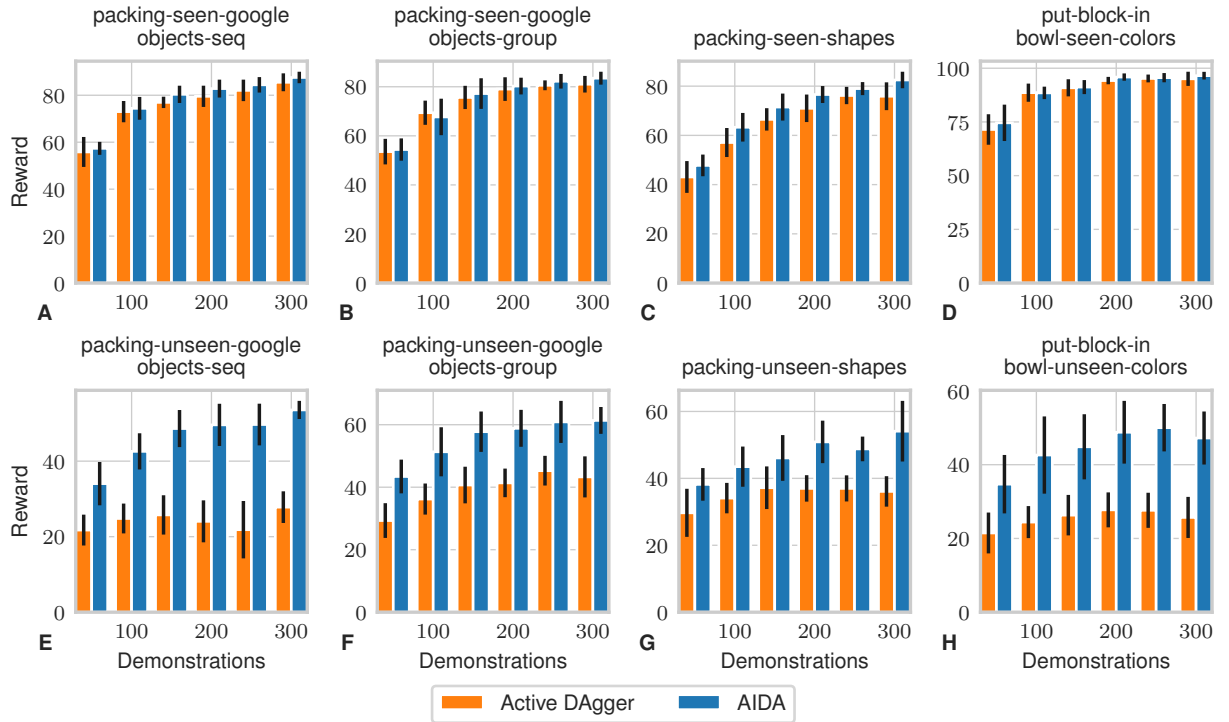 packing-seen-google
objects-seq
packing-seen-google
objects-group
packing-seen-shapes
put-block-in
bowl-seen-colors
Reward
80
60
40
20
0
100
200
300
A
80
60
40
20
0
100
200
300
B
80
60
40
20
0
100
200
300
C
100
75
50
25
0
100
200
300
D
packing-unseen-google
objects-seq
packing-unseen-google
objects-group
packing-unseen-shapes
put-block-in
bowl-unseen-colors
Reward
40
20
0
100
200
300
E
Demonstrations
60
40
20
0
100
200
300
F
Demonstrations
60
40
20
0
100
200
300
G
Demonstrations
60
40
20
0
100
200
300
H
Demonstrations
Active DAgger
AIDA